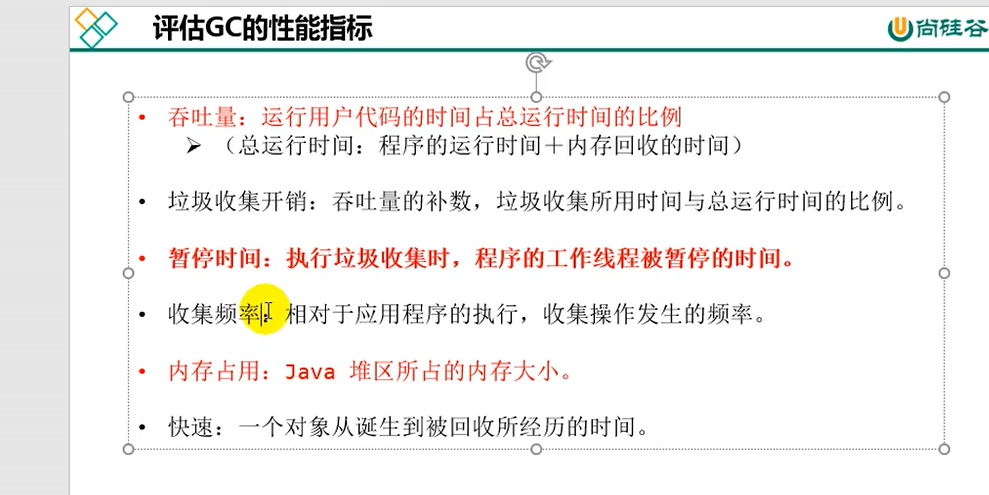 评估GC的性能指标
尚硅谷
• 吞吐量：运行用户代码的时间占总运行时间的比例
➢ （总运行时间：程序的运行时间＋内存回收的时间）
• 垃圾收集开销：吞吐量的补数，垃圾收集所用时间与总运行时间的比例。
• 暂停时间：执行垃圾收集时，程序的工作线程被暂停的时间。
• 收集频率：相对于应用程序的执行，收集操作发生的频率。
• 内存占用：Java 堆区所占的内存大小。
• 快速：一个对象从诞生到被回收所经历的时间。